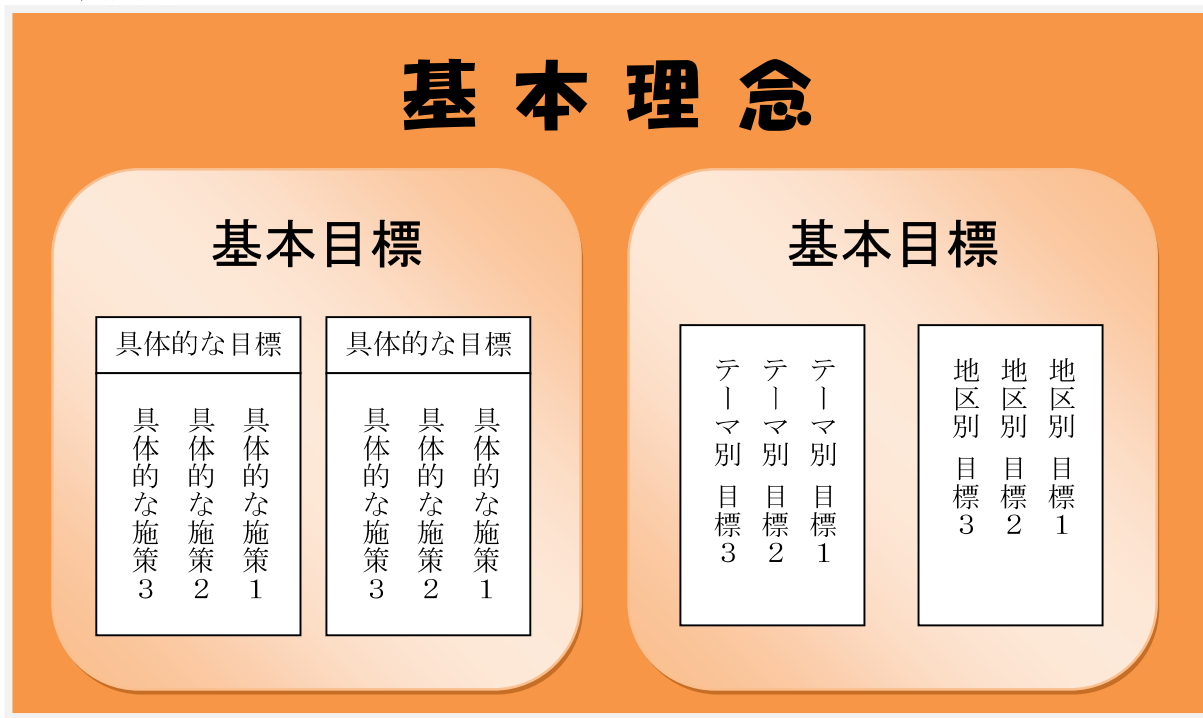 基本理念
基本目標
具体的な目標
具体的な施策１
具体的な施策２
具体的な施策３
具体的な目標
具体的な施策１
具体的な施策２
具体的な施策３
基本目標
テーマ別 目標１
テーマ別 目標２
テーマ別 目標３
地区別 目標１
地区別 目標２
地区別 目標３